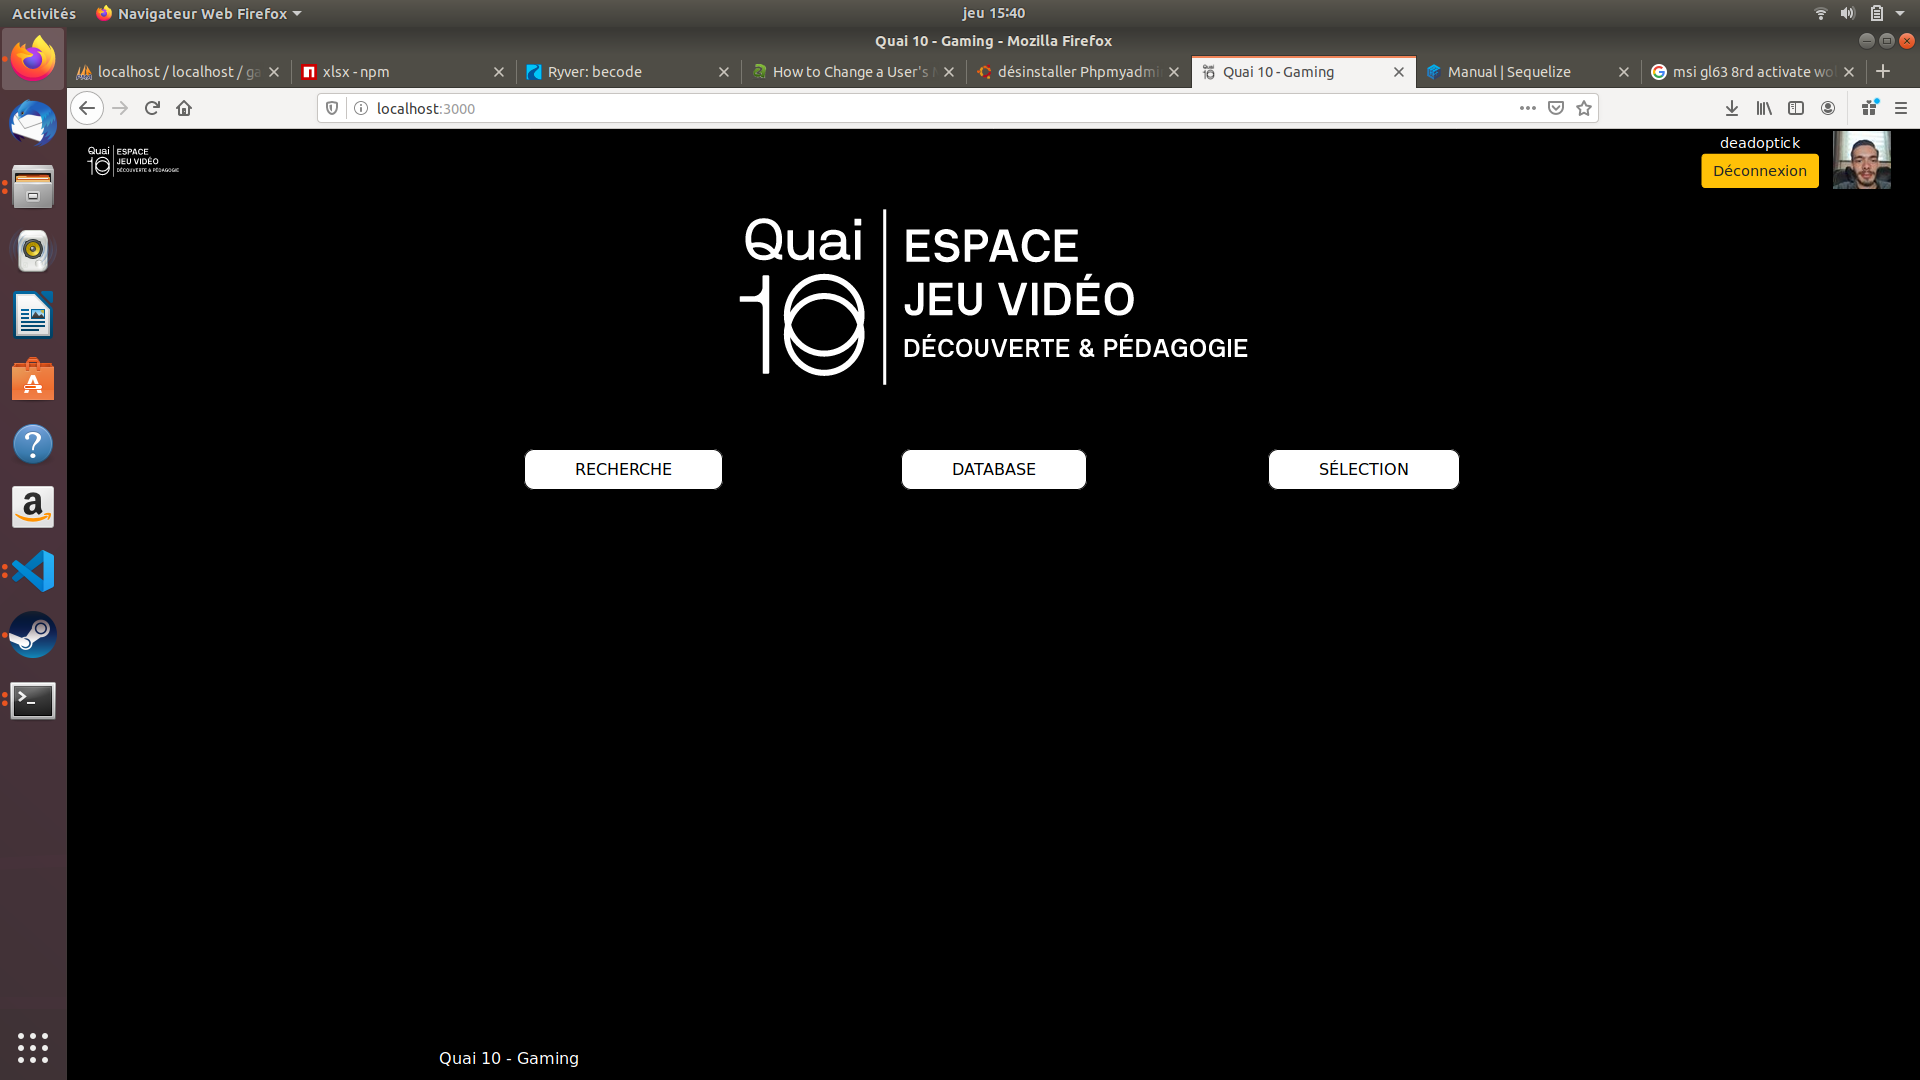 Activités
Navigateur Web Firefox
jeu 15:40
Quai 10 - Gaming - Mozilla Firefox
localhost / localhost / ga
xlsx - npm
Ryver: becode
How to Change a User's
désinstaller Phpmyadmi
Quai 10 - Gaming
Manual | Sequelize
msi gl63 8rd activate wo
localhost:3000
Quai 10
ESPACE
JEU VIDÉO
DÉCOUVERTE & PÉDAGOGIE
deadoptick
Déconnexion
Quai 10
ESPACE
JEU VIDÉO
DÉCOUVERTE & PÉDAGOGIE
RECHERCHE
DATABASE
SÉLECTION
Quai 10 - Gaming